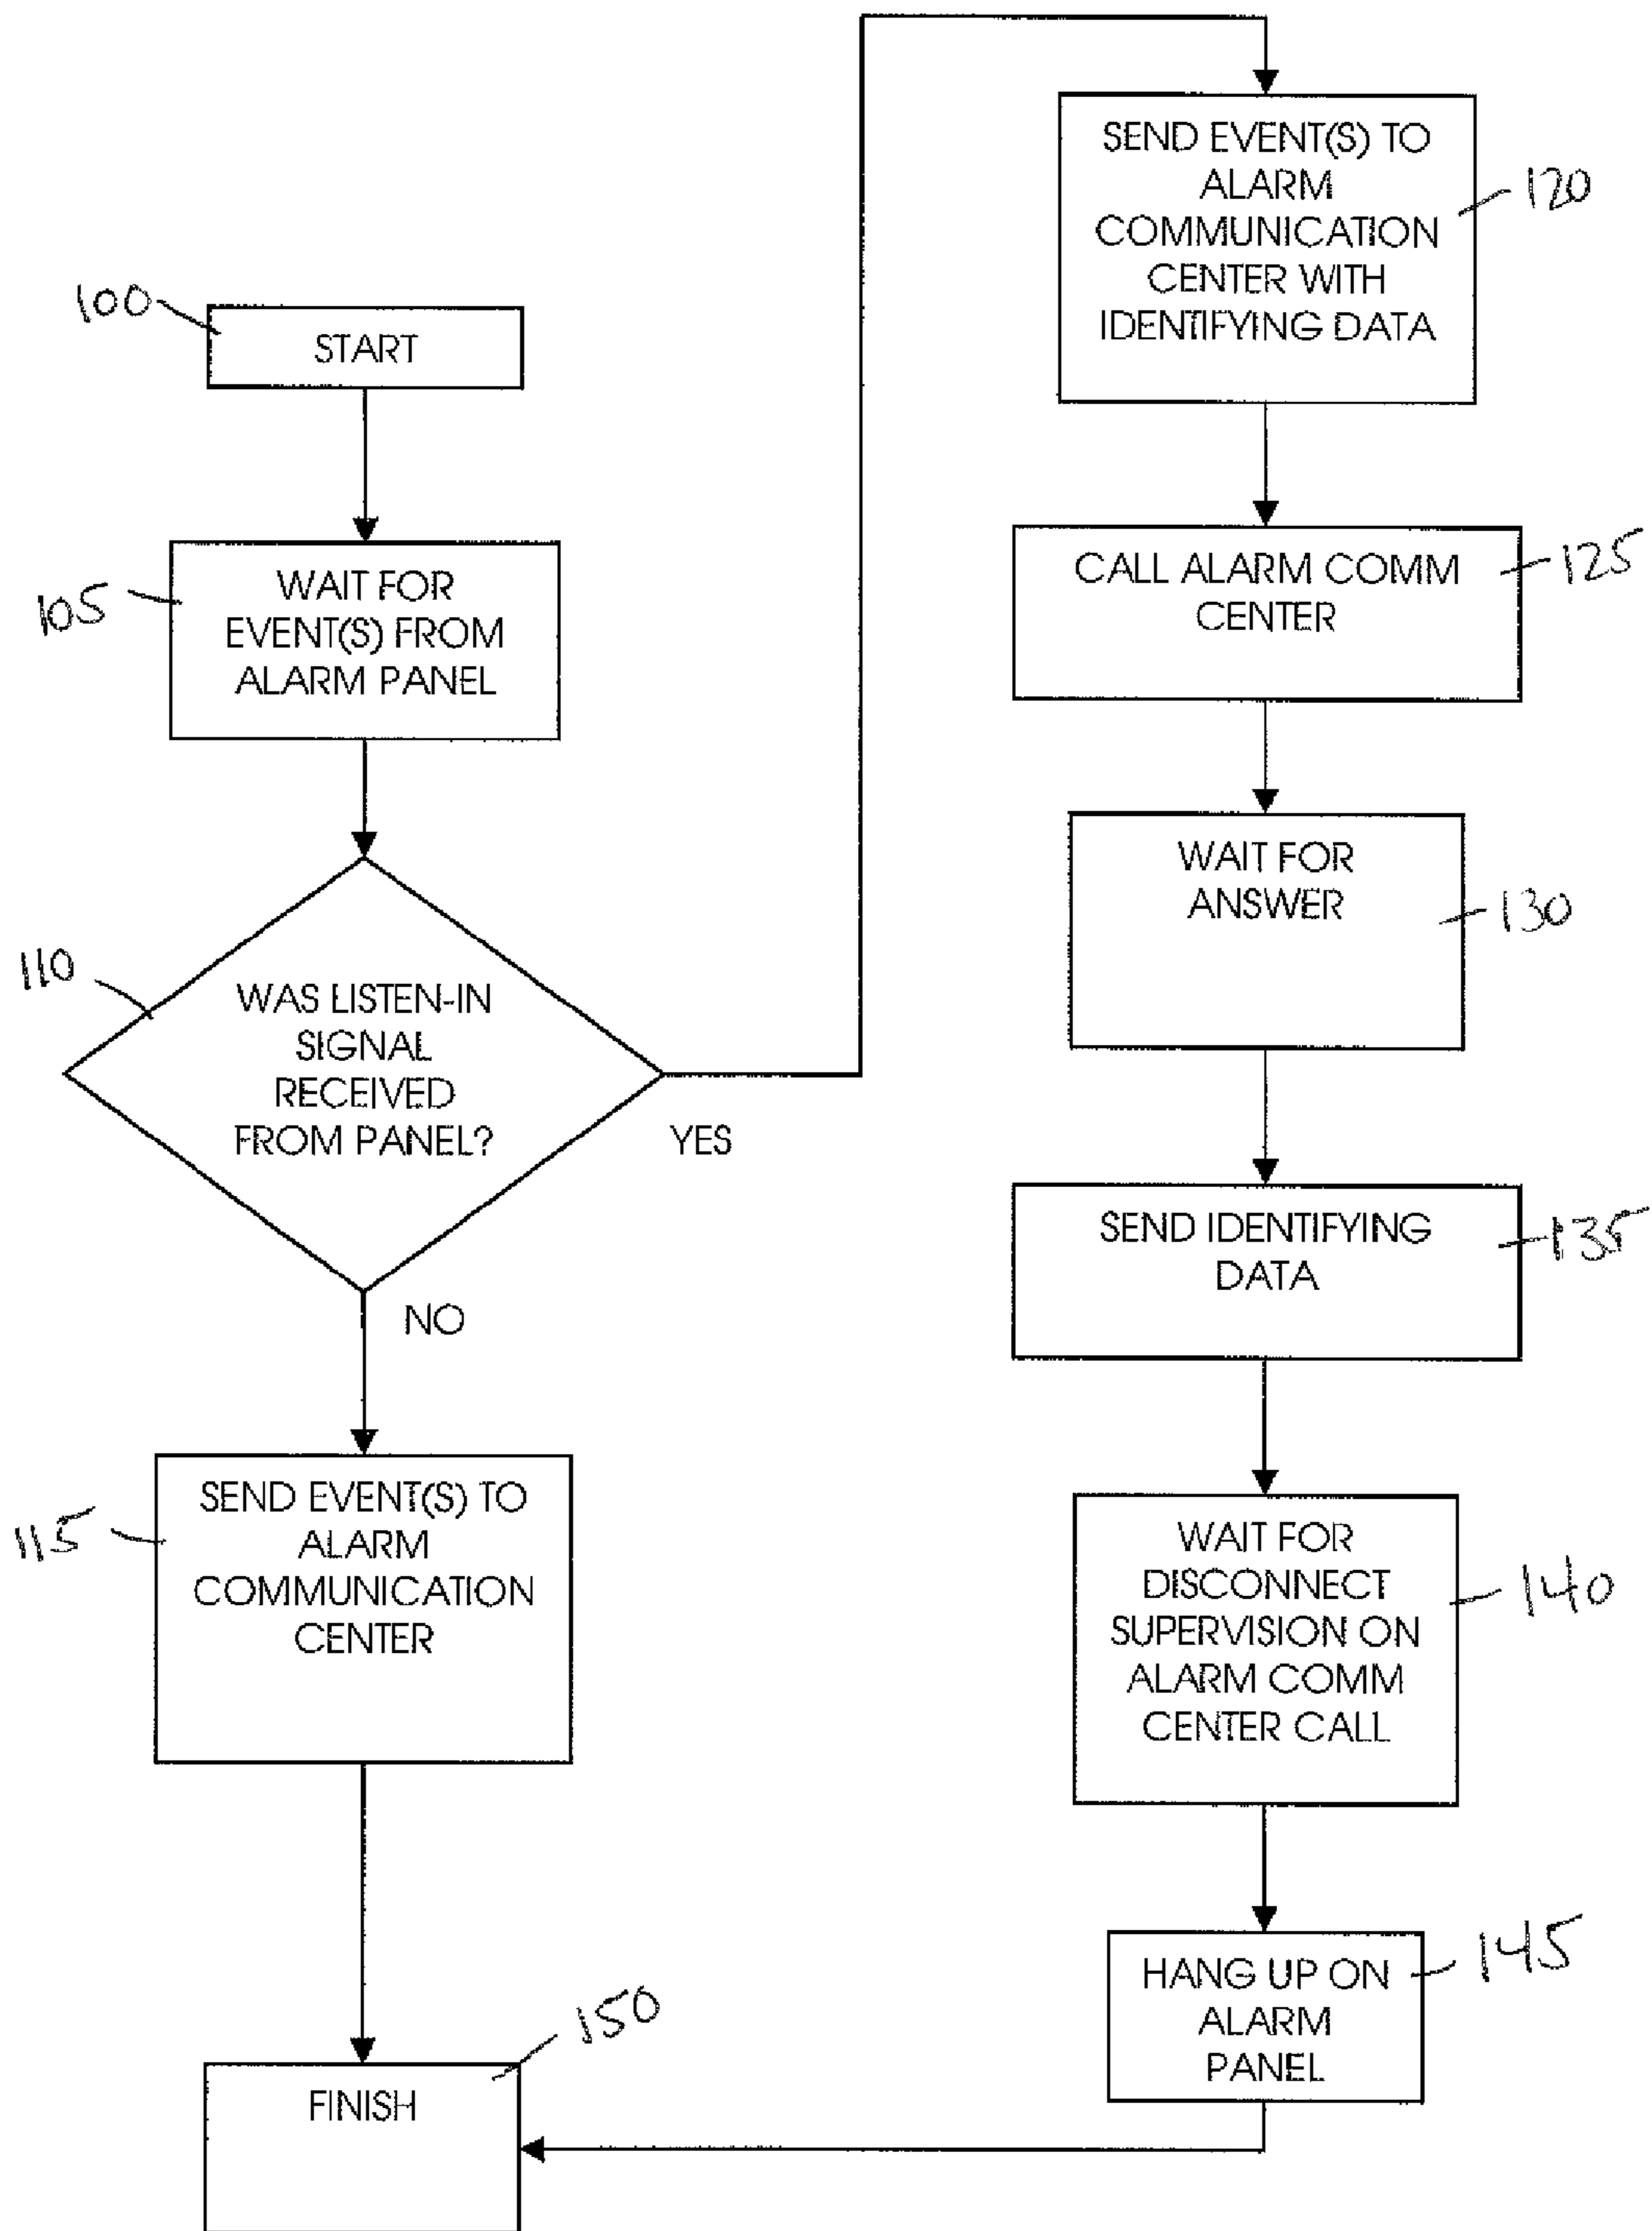 100
START
105
WAIT FOR
EVENT(S) FROM
ALARM PANEL
110
WAS LISTEN-IN
SIGNAL
RECEIVED
FROM PANEL?
YES
NO
115
SEND EVENT(S) TO
ALARM
COMMUNICATION
CENTER
150
FINISH
SEND EVENT(S) TO
ALARM
COMMUNICATION
CENTER WITH
IDENTIFYING DATA
120
CALL ALARM COMM
CENTER
125
WAIT FOR
ANSWER
130
SEND IDENTIFYING
DATA
135
WAIT FOR
DISCONNECT
SUPERVISION ON
ALARM COMM
CENTER CALL
140
HANG UP ON
ALARM
PANEL
145